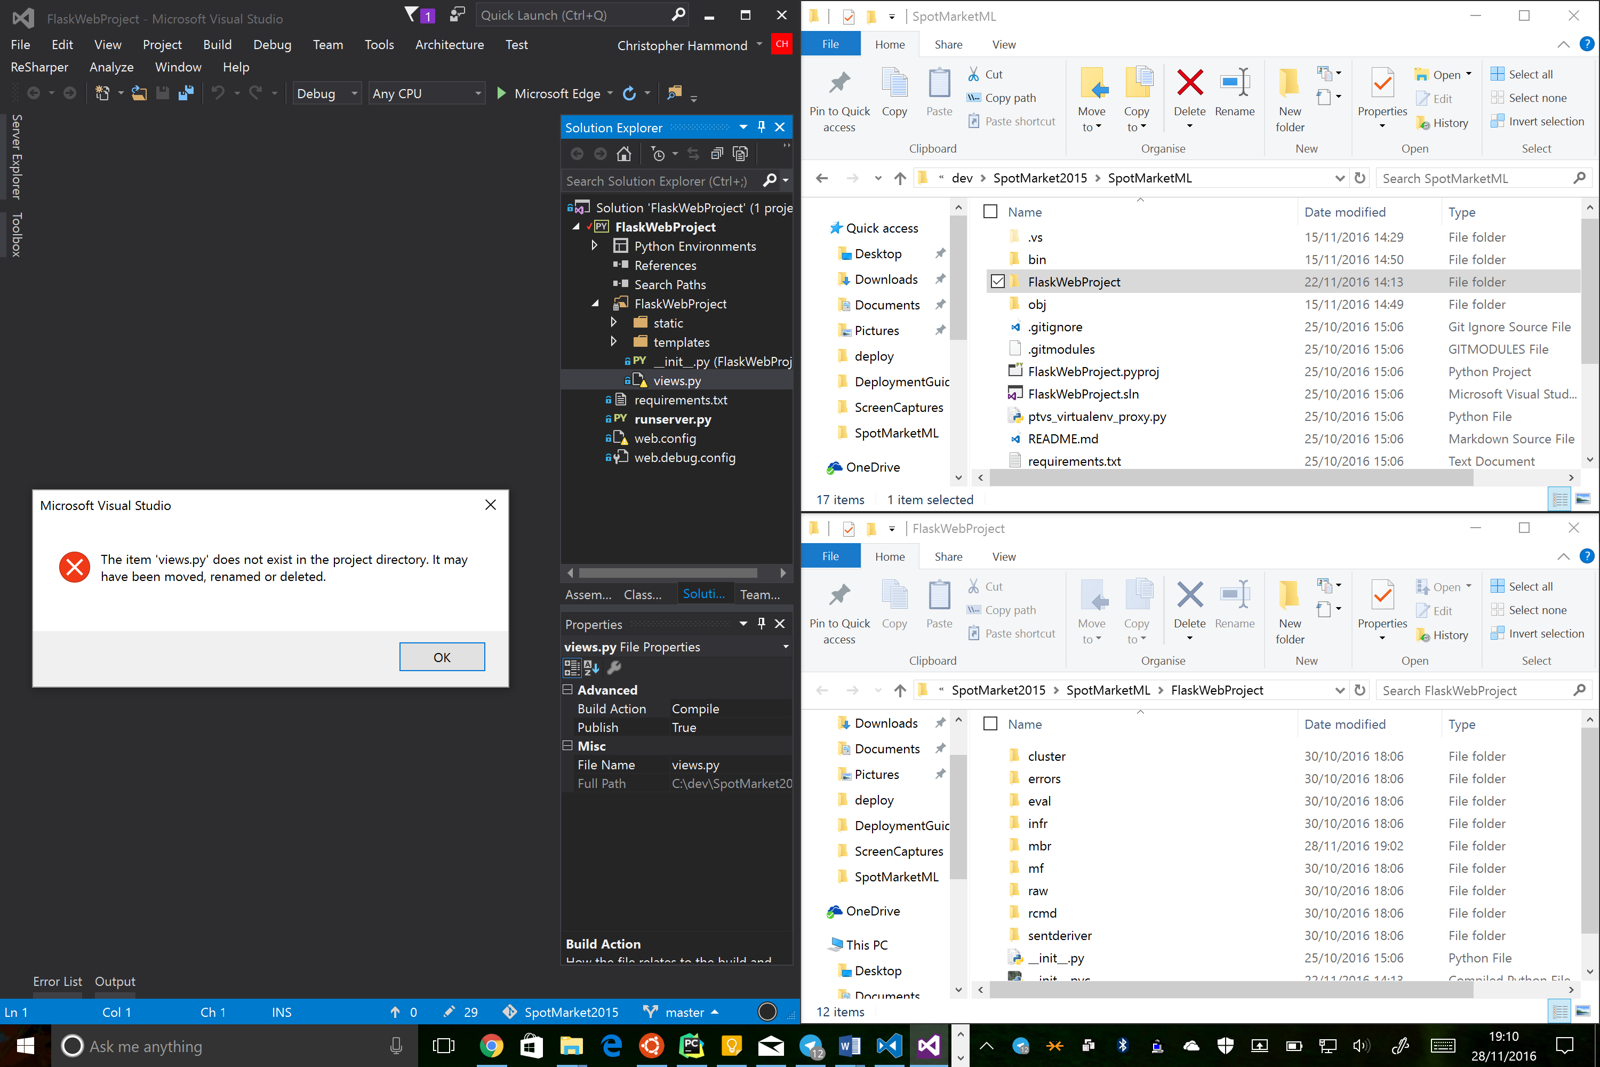 FlaskWebProject - Microsoft Visual Studio
1
Quick Launch (Ctrl+Q)
File Edit View Project Build Debug Team Tools Architecture Test
Christopher Hammond
CH
ReSharper Analyze Window Help
Debug
Any CPU
Microsoft Edge
Server Explorer
Toolbox
Solution Explorer
Search Solution Explorer (Ctrl+;)
Solution 'FlaskWebProject' (1 proje
PY FlaskWebProject
Python Environments
References
Search Paths
FlaskWebProject
static
templates
PY __init__.py (FlaskWebProj
views.py
requirements.txt
PY runserver.py
web.config
web.debug.config
Assem... Class... Soluti... Team...
Microsoft Visual Studio
The item 'views.py' does not exist in the project directory. It may
have been moved, renamed or deleted.
OK
Properties
views.py File Properties
Advanced
Build Action Compile
Publish True
Misc
File Name views.py
Full Path C:\dev\SpotMarket20
Build Action
How the file relates to the build and
Error List Output
Ln 1 Col 1 Ch 1 INS
0 29 SpotMarket2015 master
SpotMarketML
File Home Share View
Pin to Quick
access
Copy
Paste
Cut
Copy path
Paste shortcut
Clipboard
Move
to
Copy
to
Delete
Rename
Organise
New
folder
New
Properties
Open
Edit
History
Open
Select all
Select none
Invert selection
Select
dev SpotMarket2015 SpotMarketML
Search SpotMarketML
Quick access
Desktop
Downloads
Documents
Pictures
deploy
DeploymentGuid
ScreenCaptures
SpotMarketML
OneDrive
Name Date modified Type
.vs 15/11/2016 14:29 File folder
bin 15/11/2016 14:50 File folder
FlaskWebProject 22/11/2016 14:13 File folder
obj 15/11/2016 14:49 File folder
.gitignore 25/10/2016 15:06 Git Ignore Source File
.gitmodules 25/10/2016 15:06 GITMODULES File
FlaskWebProject.pyproj 25/10/2016 15:06 Python Project
FlaskWebProject.sln 25/10/2016 15:06 Microsoft Visual Stud...
ptvs_virtualenv_proxy.py 25/10/2016 15:06 Python File
README.md 25/10/2016 15:06 Markdown Source File
requirements.txt 25/10/2016 15:06 Text Document
17 items 1 item selected
FlaskWebProject
File Home Share View
Pin to Quick
access
Copy
Paste
Cut
Copy path
Paste shortcut
Clipboard
Move
to
Copy
to
Delete
Rename
Organise
New
folder
New
Properties
Open
Edit
History
Open
Select all
Select none
Invert selection
Select
SpotMarket2015 SpotMarketML FlaskWebProject
Search FlaskWebProject
Downloads
Documents
Pictures
deploy
DeploymentGuid
ScreenCaptures
SpotMarketML
OneDrive
This PC
Desktop
Documents
Name Date modified Type
cluster 30/10/2016 18:06 File folder
errors 30/10/2016 18:06 File folder
eval 30/10/2016 18:06 File folder
infr 30/10/2016 18:06 File folder
mbr 28/11/2016 19:02 File folder
mf 30/10/2016 18:06 File folder
raw 30/10/2016 18:06 File folder
rcmd 30/10/2016 18:06 File folder
sentderiver 30/10/2016 18:06 File folder
__init__.py 25/10/2016 15:06 Python File
__init__.pyc 22/11/2016 14:13 Compiled Python File
12 items
Ask me anything
PC
12
19:10
28/11/2016